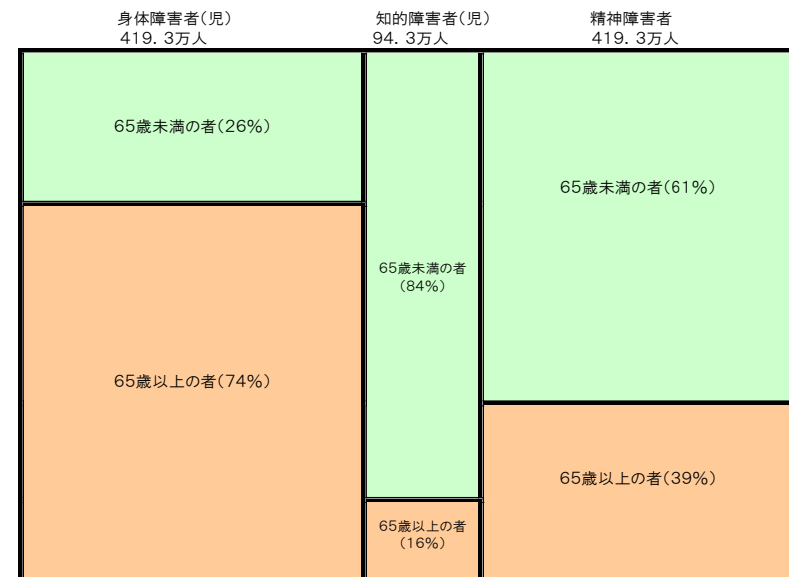 身体障害者(児) 知的障害者(児) 精神障害者
419.3万人 94.3万人 419.3万人
65歳未満の者(26%)
65歳未満の者(61%)
65歳未満の者
(84%)
65歳以上の者(74%)
65歳以上の者(39%)
65歳以上の者
(16%)